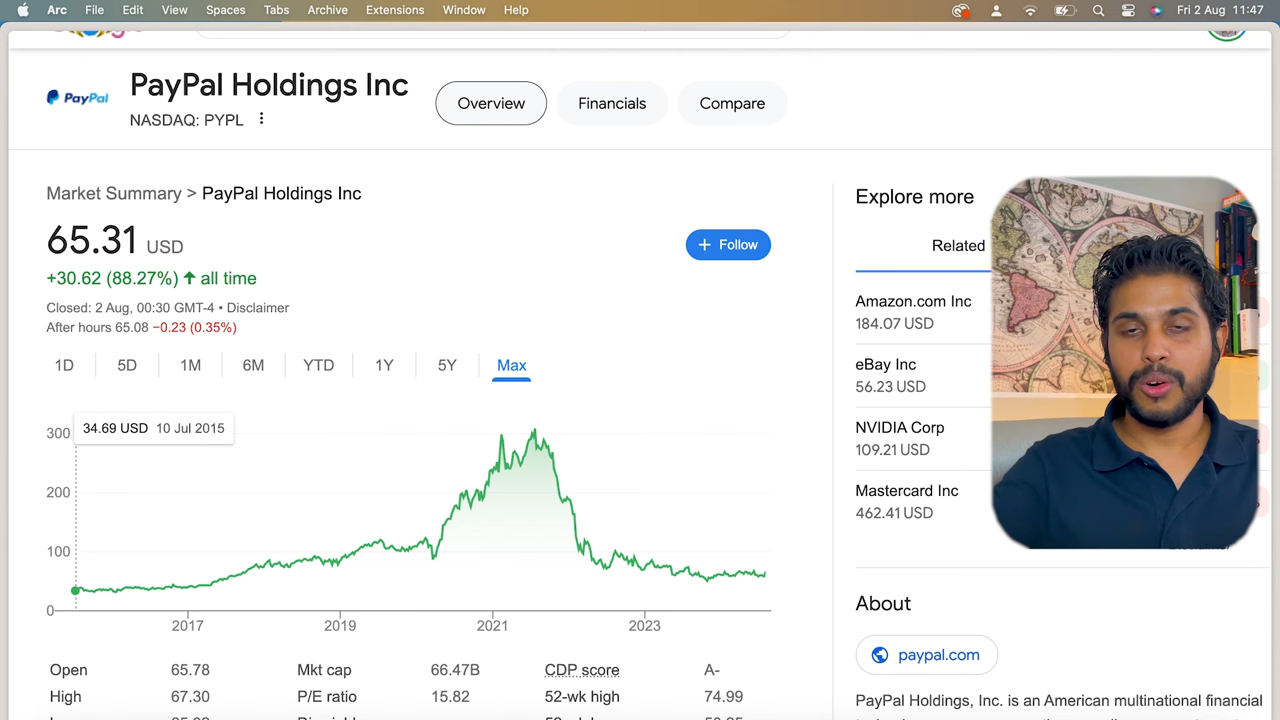 Arc File Edit View Spaces Tabs Archive Extensions Window Help Fri 2 Aug 11:47
PayPal
PayPal Holdings Inc
NASDAQ: PYPL
Overview Financials Compare
Market Summary > PayPal Holdings Inc
65.31 USD
+ Follow
+30.62 (88.27%) ↑ all time
Closed: 2 Aug, 00:30 GMT-4 • Disclaimer
After hours 65.08 −0.23 (0.35%)
1D 5D 1M 6M YTD 1Y 5Y Max
34.69 USD 10 Jul 2015
300
200
100
0
2017 2019 2021 2023
Open 65.78 Mkt cap 66.47B CDP score A-
High 67.30 P/E ratio 15.82 52-wk high 74.99
Explore more
Related
Amazon.com Inc
184.07 USD
eBay Inc
56.23 USD
NVIDIA Corp
109.21 USD
Mastercard Inc
462.41 USD
About
paypal.com
PayPal Holdings, Inc. is an American multinational financial